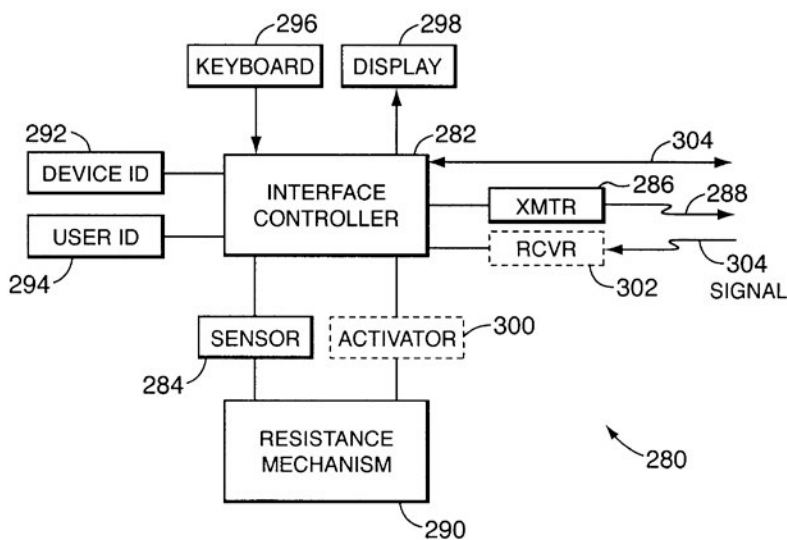 296
298
KEYBOARD
DISPLAY
292
282
DEVICE ID
304
INTERFACE
CONTROLLER
286
XMTR
288
USER ID
RCVR
294
302
304
SIGNAL
SENSOR
ACTIVATOR
300
284
RESISTANCE
MECHANISM
280
290